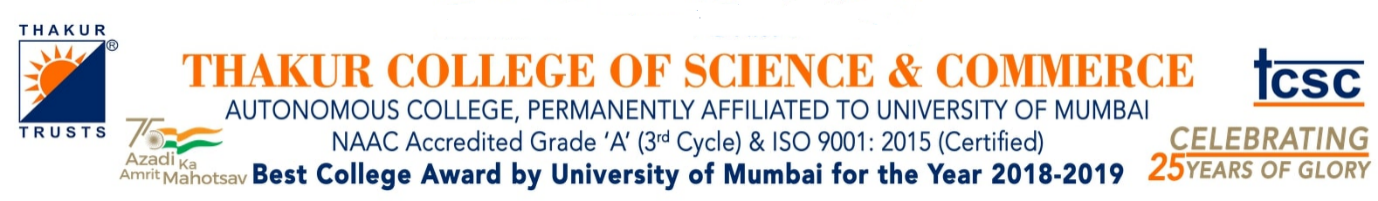 THAKUR
®
TRUSTS
75
Azadi Ka
Amrit Mahotsav
THAKUR COLLEGE OF SCIENCE & COMMERCE
AUTONOMOUS COLLEGE, PERMANENTLY AFFILIATED TO UNIVERSITY OF MUMBAI
NAAC Accredited Grade 'A' (3rd Cycle) & ISO 9001: 2015 (Certified)
Best College Award by University of Mumbai for the Year 2018-2019
tcsc
CELEBRATING
25 YEARS OF GLORY